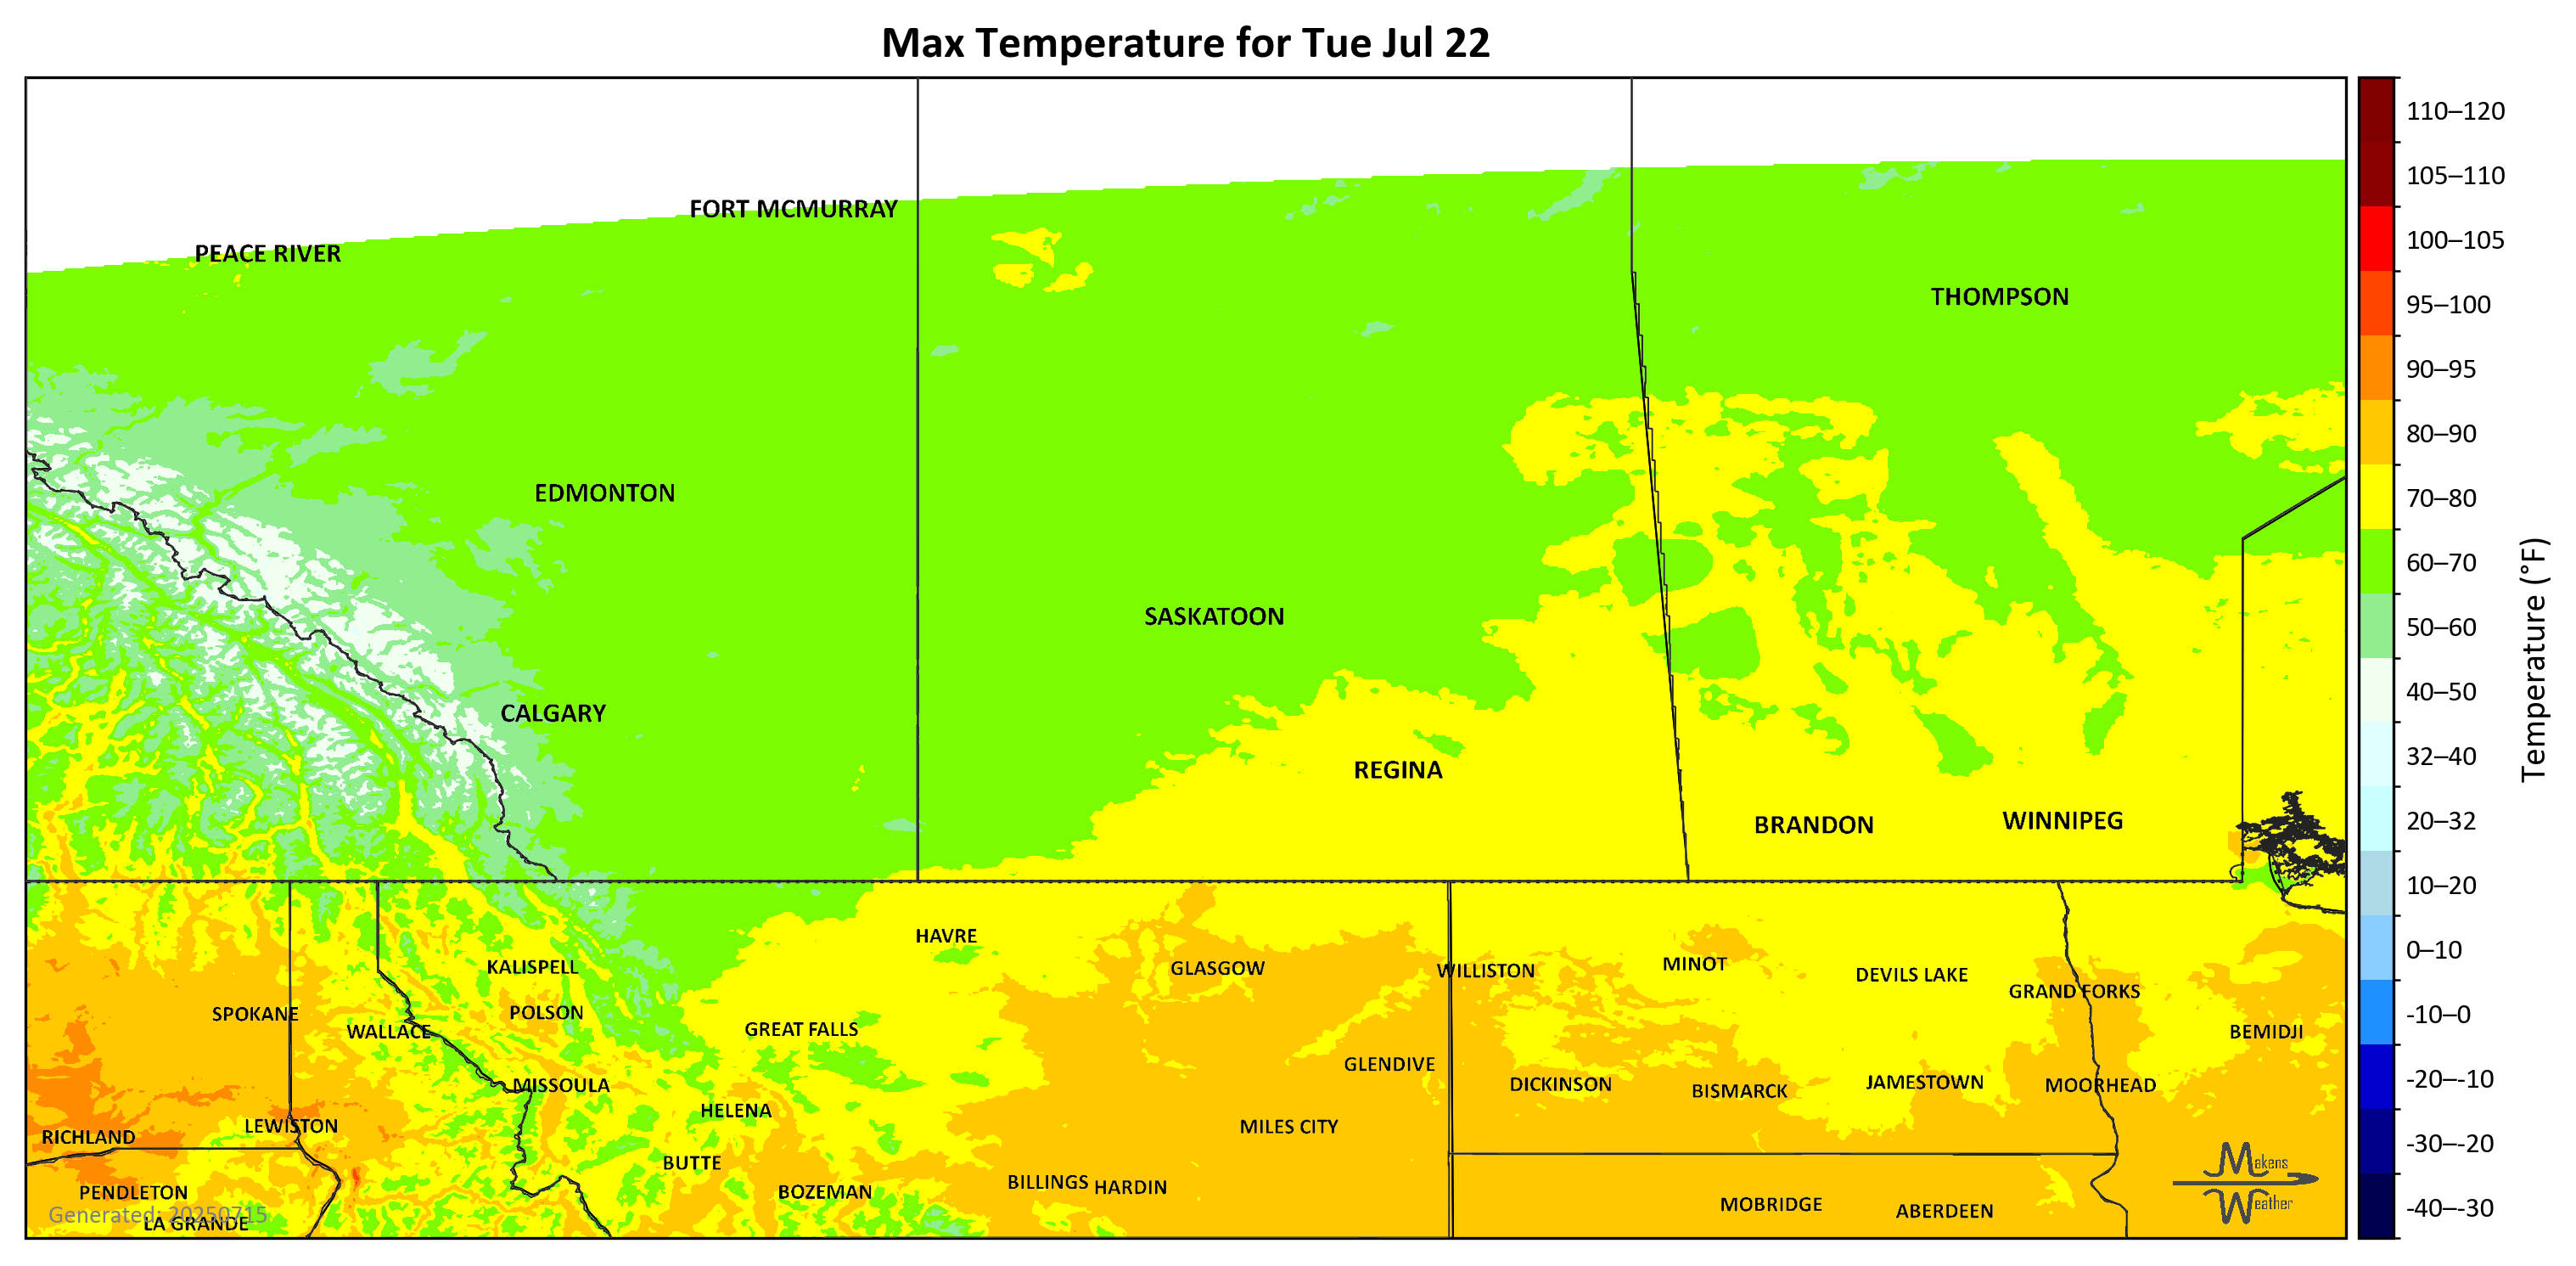 Max Temperature for Tue Jul 22
110–120
105–110
FORT MCMURRAY
100–105
PEACE RIVER
THOMPSON
95–100
90–95
80–90
EDMONTON
70–80
60–70
SASKATOON
50–60
Temperature (°F)
40–50
CALGARY
32–40
REGINA
20–32
BRANDON
WINNIPEG
10–20
HAVRE
0–10
KALISPELL
GLASGOW
WILLISTON
MINOT
DEVILS LAKE
GRAND FORKS
-10–0
SPOKANE
POLSON
WALLACE
GREAT FALLS
BEMIDJI
GLENDIVE
-20–-10
MISSOULA
DICKINSON
BISMARCK
JAMESTOWN
MOORHEAD
HELENA
LEWISTON
MILES CITY
RICHLAND
-30–-20
BUTTE
Makens
Weather
PENDLETON
BOZEMAN
BILLINGS
HARDIN
MOBRIDGE
ABERDEEN
-40–-30
Generated: 20250715
LA GRANDE